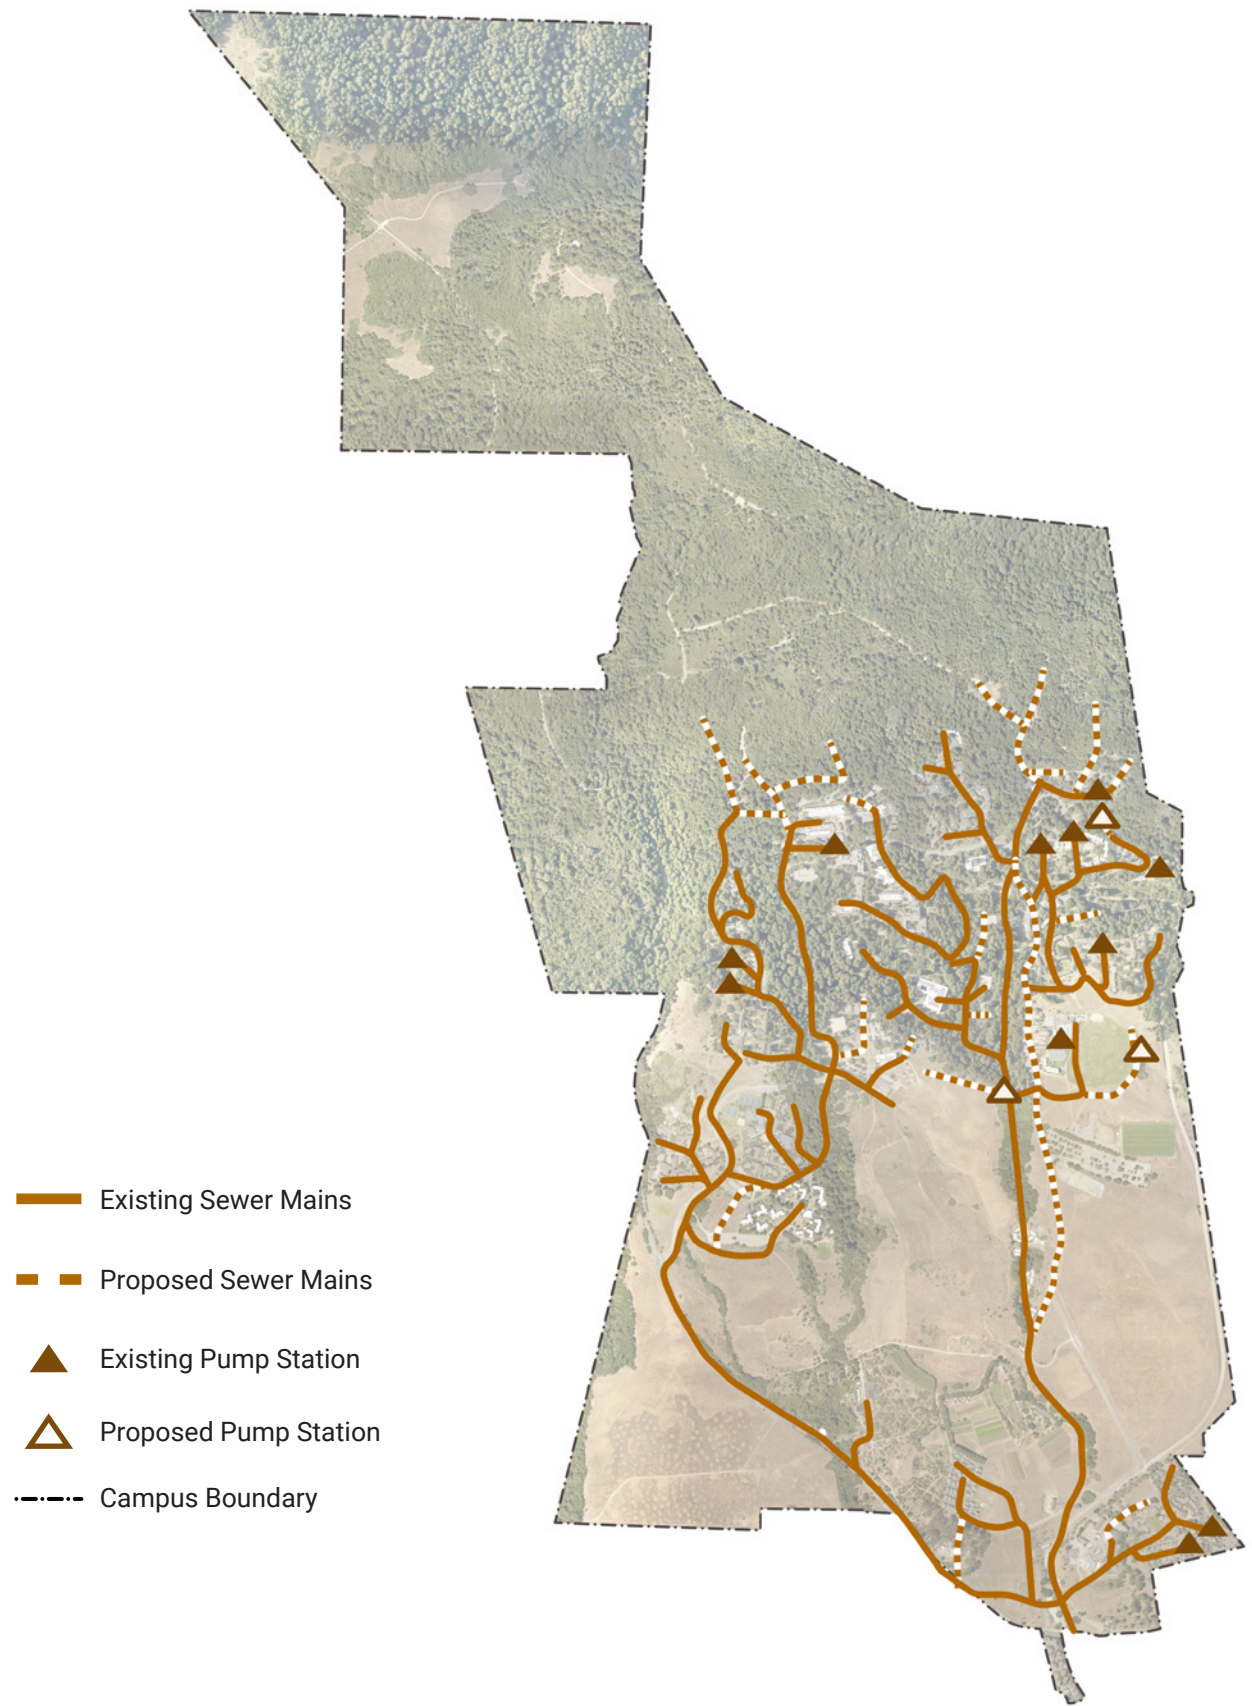 Existing Sewer Mains
Proposed Sewer Mains
Existing Pump Station
Proposed Pump Station
Campus Boundary